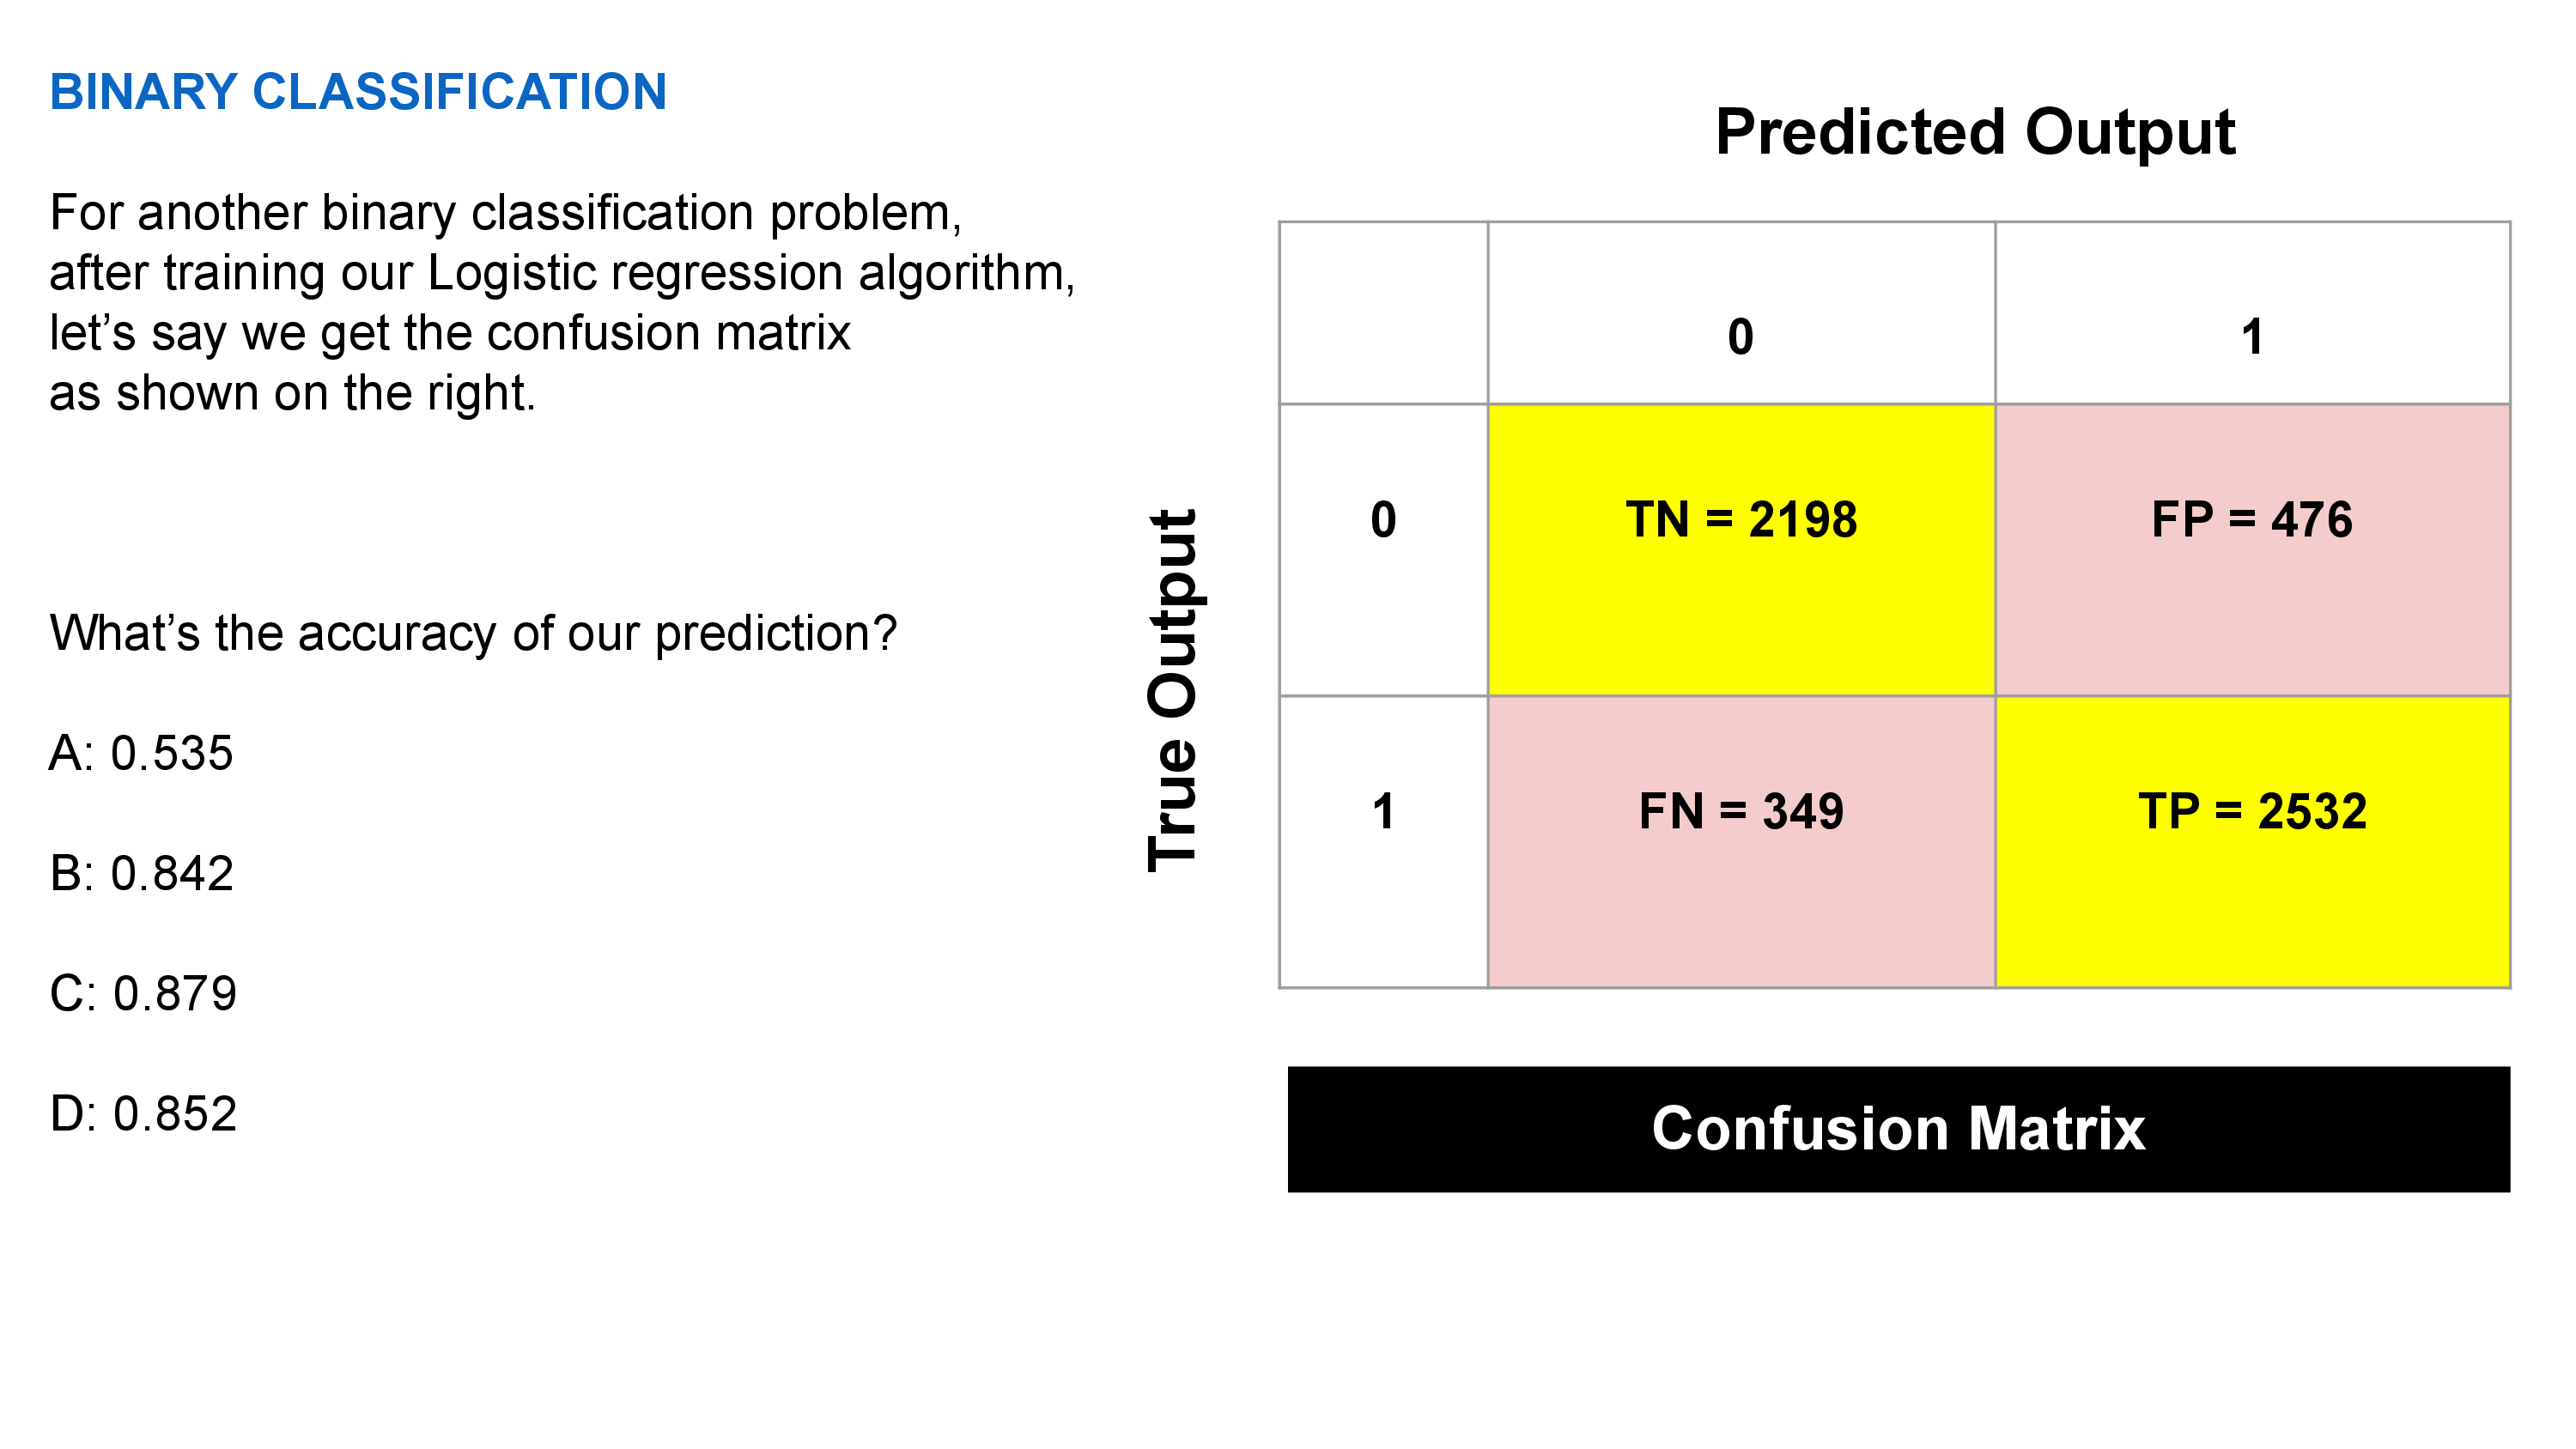 BINARY CLASSIFICATION
For another binary classification problem,
after training our Logistic regression algorithm,
let’s say we get the confusion matrix
as shown on the right.
What’s the accuracy of our prediction?
A: 0.535
B: 0.842
C: 0.879
D: 0.852
Predicted Output
True Output
0 1
0 TN = 2198 FP = 476
1 FN = 349 TP = 2532
Confusion Matrix